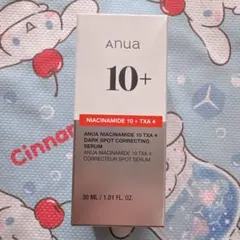 Anua
10+
NIACINAMIDE 10 + TXA 4
ANUA NIACINAMIDE 10 TXA 4
DARK SPOT CORRECTING
SERUM
ANUA NIACINAMIDE 10 TXA 4
CORRECTEUR SPOT SERUM
30 ML / 1.01 FL. OZ.
Cinnam